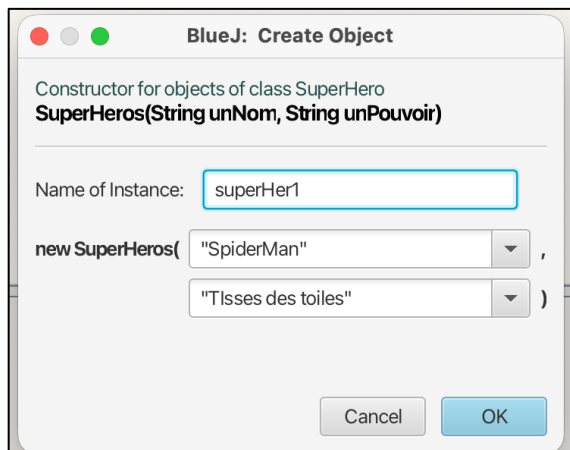 BlueJ: Create Object
Constructor for objects of class SuperHero
SuperHeros(String unNom, String unPouvoir)
Name of Instance: superHer1
new SuperHeros( "SpiderMan" ,
"TIsses des toiles" )
Cancel OK